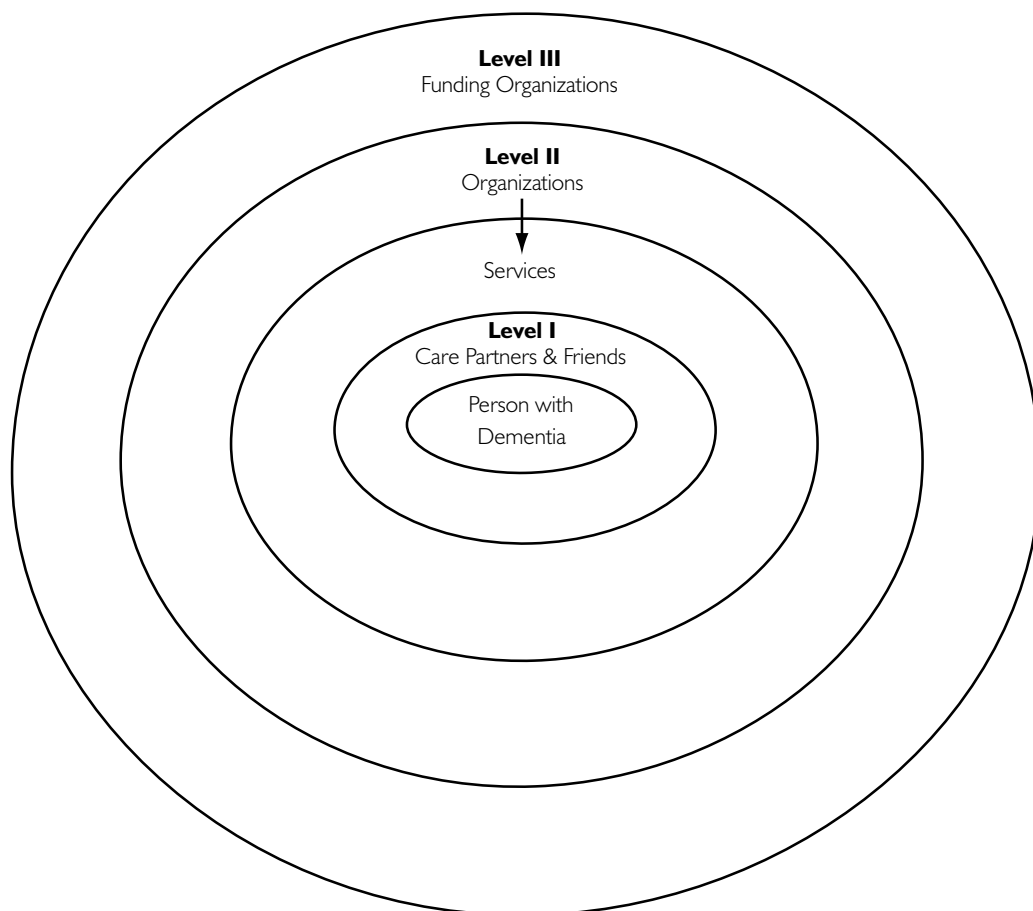 Level III
Funding Organizations
Level II
Organizations
Services
Level I
Care Partners & Friends
Person with
Dementia